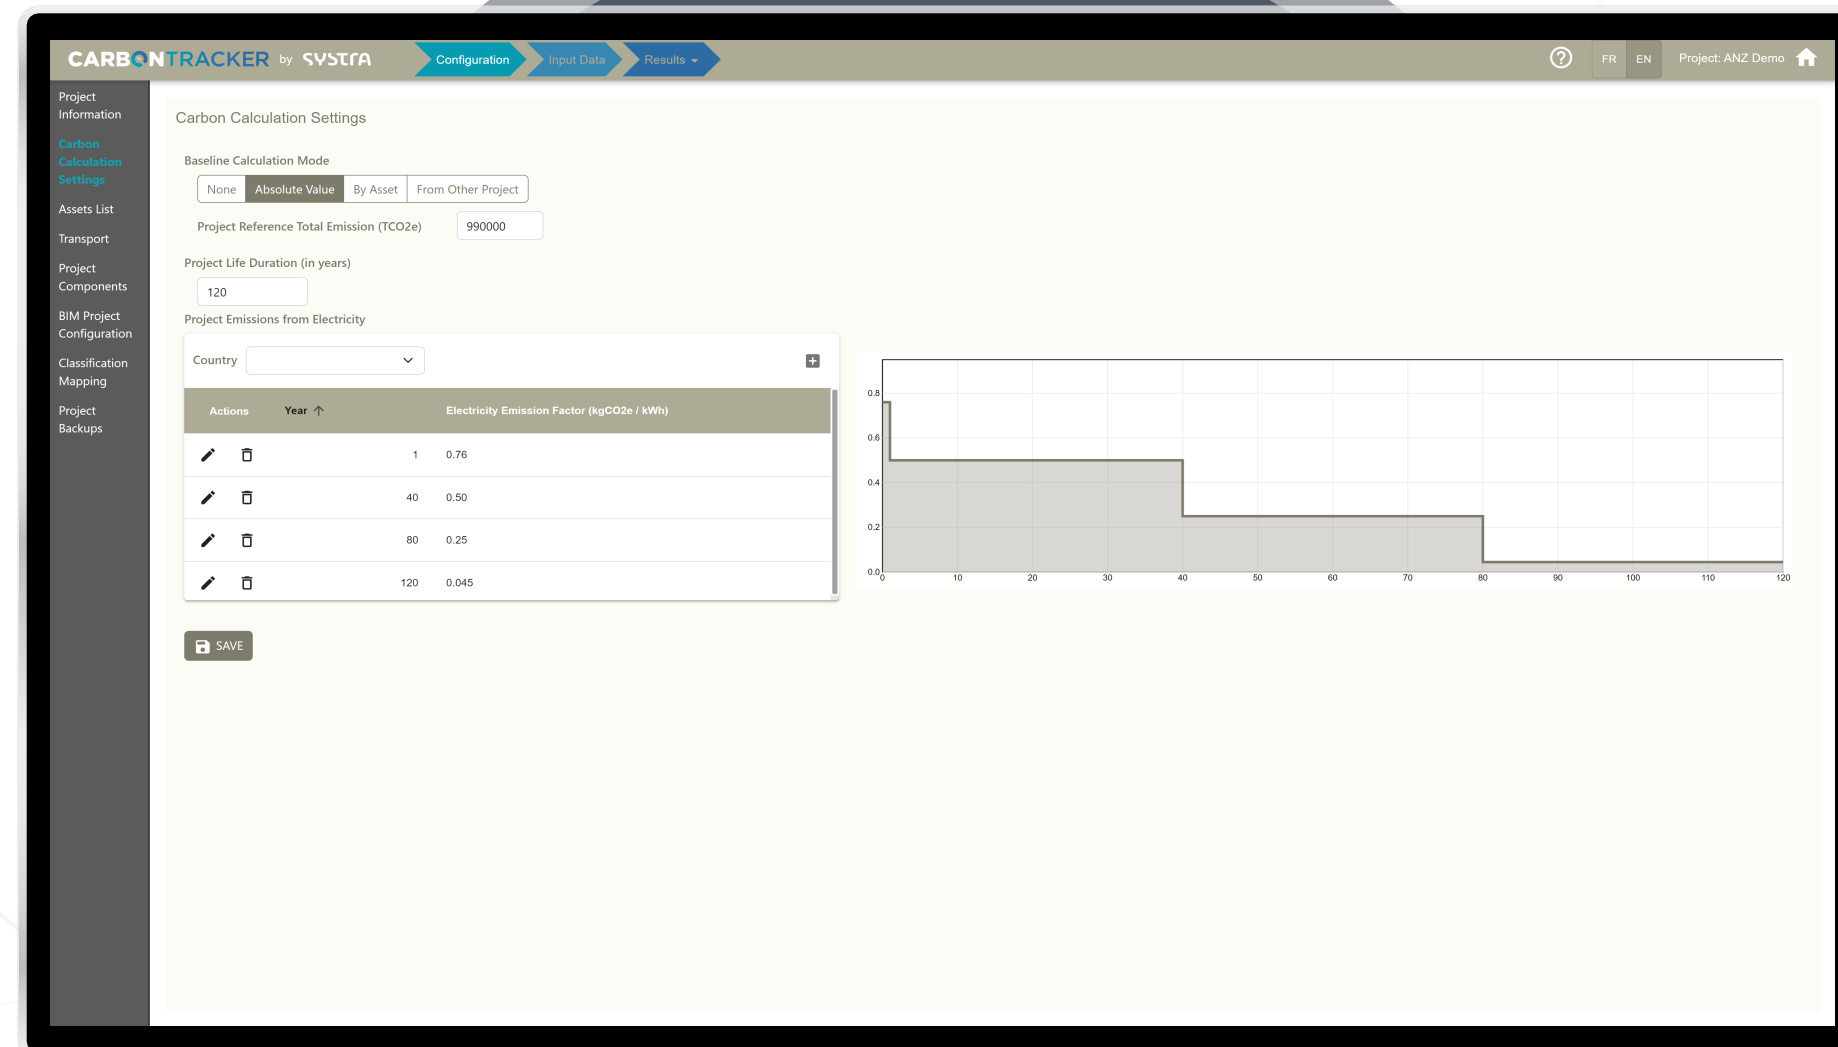 CARBONTRACKER by SYSTRA
Configuration
Input Data
Results
FR
EN
Project: ANZ Demo
Project
Information
Carbon
Calculation
Settings
Assets List
Transport
Project
Components
BIM Project
Configuration
Classification
Mapping
Project
Backups
Carbon Calculation Settings
Baseline Calculation Mode
None
Absolute Value
By Asset
From Other Project
Project Reference Total Emission (TCO2e)
990000
Project Life Duration (in years)
120
Project Emissions from Electricity
Country
Actions
Year
Electricity Emission Factor (kgCO2e / kWh)
1
0.76
40
0.50
80
0.25
120
0.045
SAVE
0.8
0.6
0.4
0.2
0.0
0
10
20
30
40
50
60
70
80
90
100
110
120